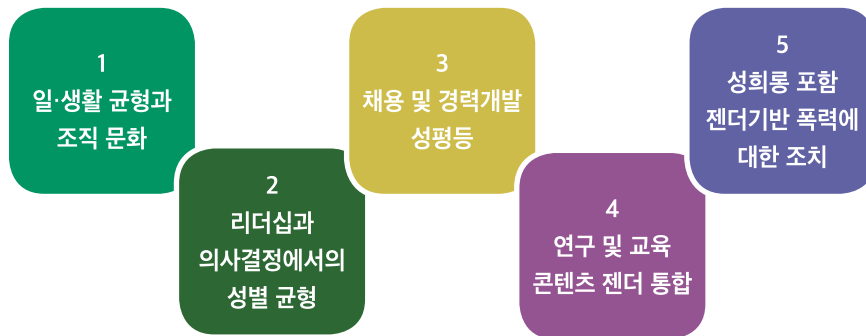 1
일·생활 균형과
조직 문화
2
리더십과
의사결정에서의
성별 균형
3
채용 및 경력개발
성평등
4
연구 및 교육
콘텐츠 젠더 통합
5
성희롱 포함
젠더기반 폭력에
대한 조치